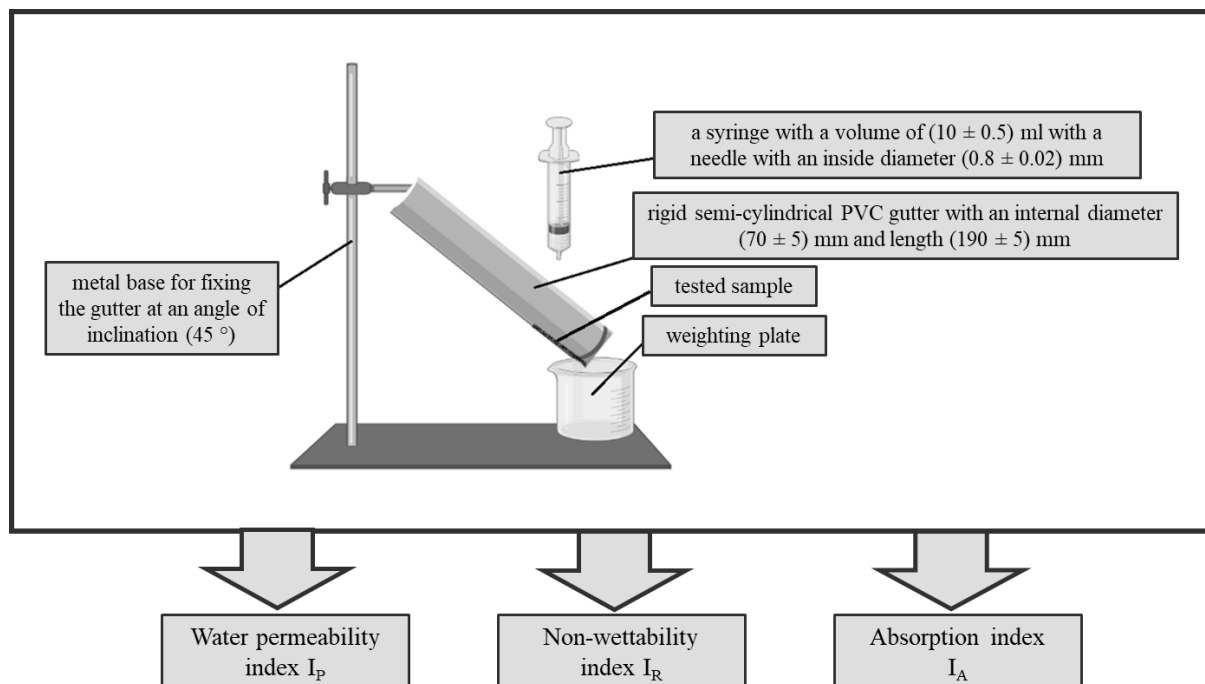 a syringe with a volume of (10 ± 0.5) ml with a
needle with an inside diameter (0.8 ± 0.02) mm
rigid semi-cylindrical PVC gutter with an internal diameter
(70 ± 5) mm and length (190 ± 5) mm
metal base for fixing
the gutter at an angle of
inclination (45 °)
tested sample
weighting plate
Water permeability
index I_P
Non-wettability
index I_R
Absorption index
I_A